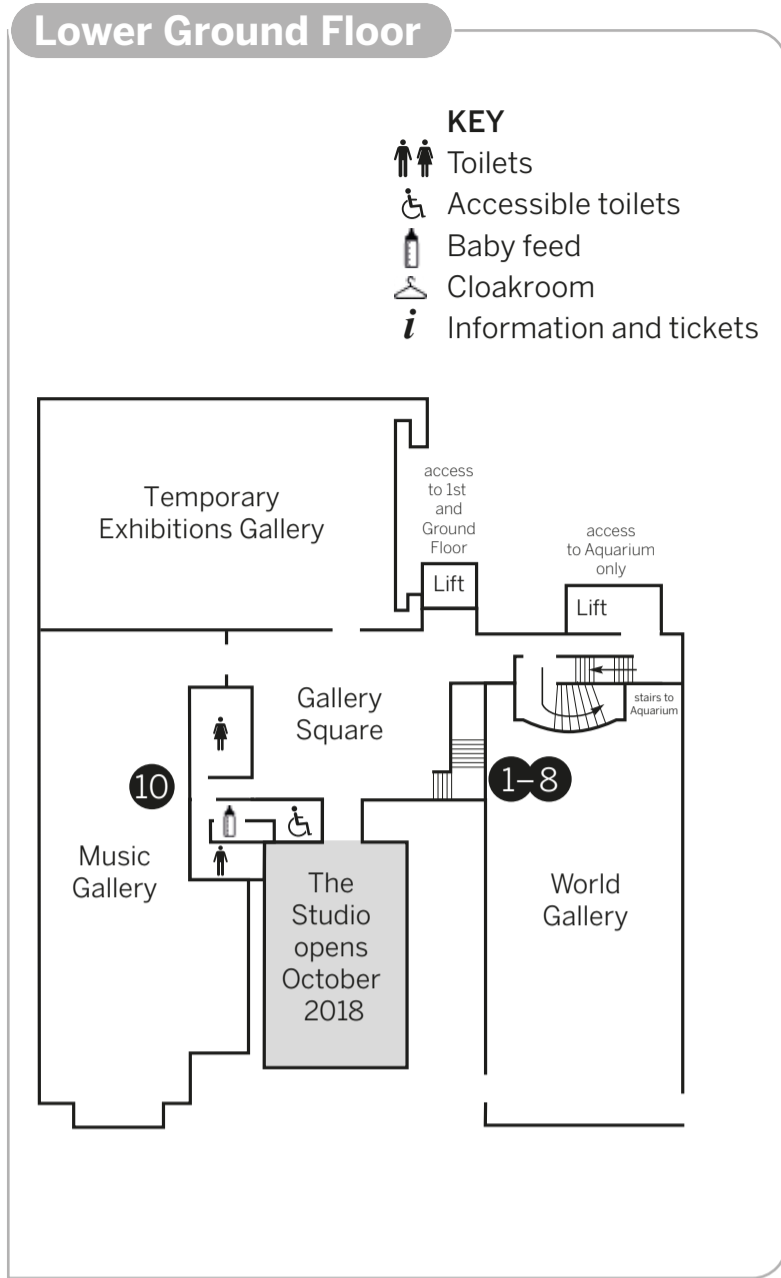 Lower Ground Floor
KEY
Toilets
Accessible toilets
Baby feed
Cloakroom
i Information and tickets
Temporary
Exhibitions Gallery
access
to 1st
and
Ground
Floor
Lift
access
to Aquarium
only
Lift
stairs to
Aquarium
Gallery
Square
10
1–8
Music
Gallery
The
Studio
opens
October
2018
World
Gallery